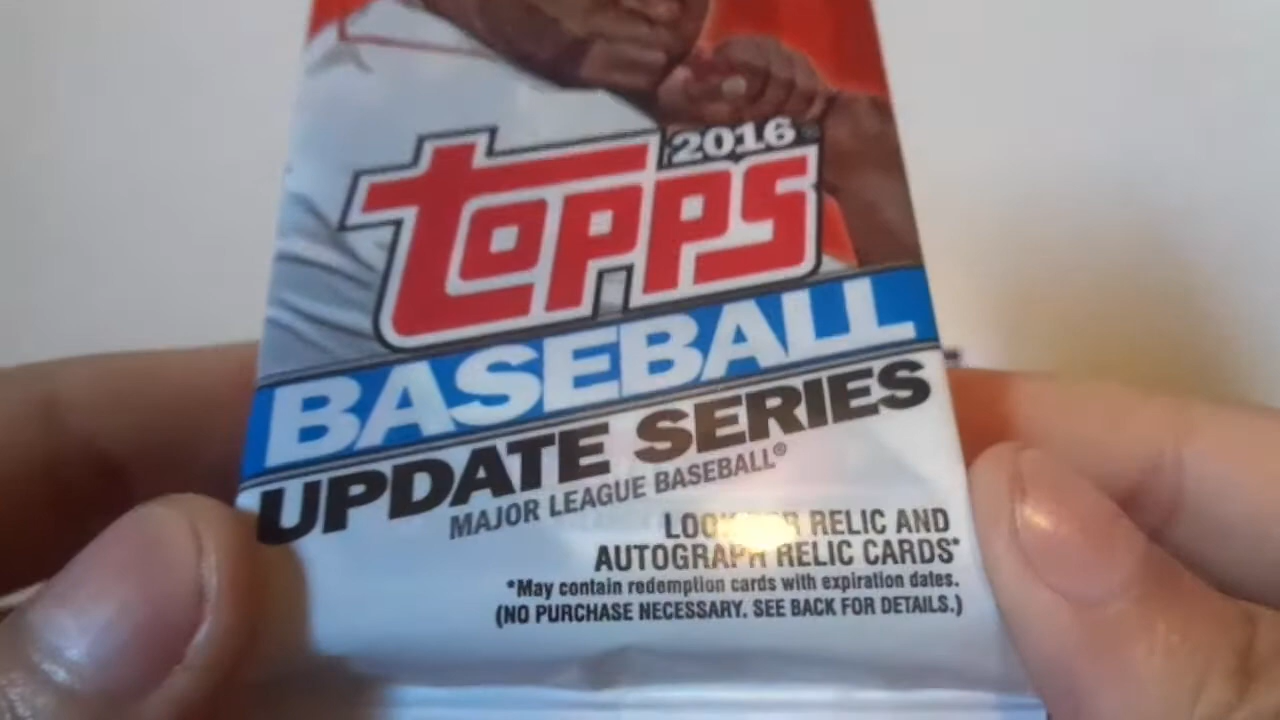 2016
topps
BASEBALL
UPDATE SERIES
MAJOR LEAGUE BASEBALL®
RELIC AND
AUTOGRAPH RELIC CARDS*
*May contain redemption cards with expiration dates.
(NO PURCHASE NECESSARY. SEE BACK FOR DETAILS.)